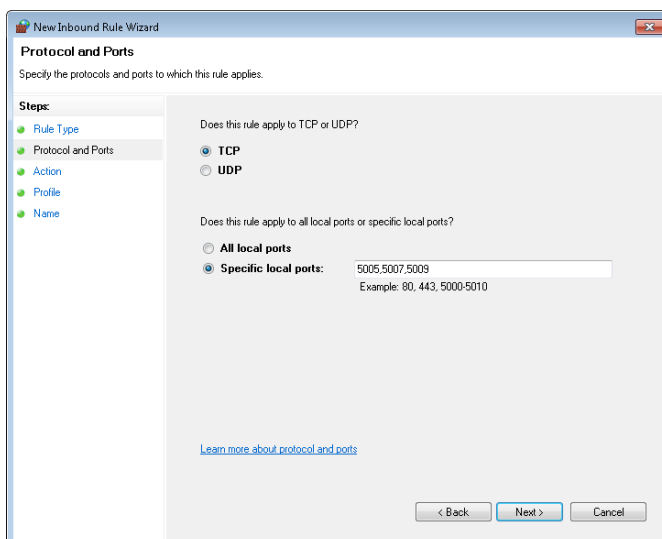 New Inbound Rule Wizard
Protocol and Ports
Specify the protocols and ports to which this rule applies.
Steps:
Rule Type
Protocol and Ports
Action
Profile
Name
Does this rule apply to TCP or UDP?
TCP
UDP
Does this rule apply to all local ports or specific local ports?
All local ports
Specific local ports: 5005,5007,5009
Example: 80, 443, 5000-5010
Learn more about protocol and ports
< Back Next > Cancel